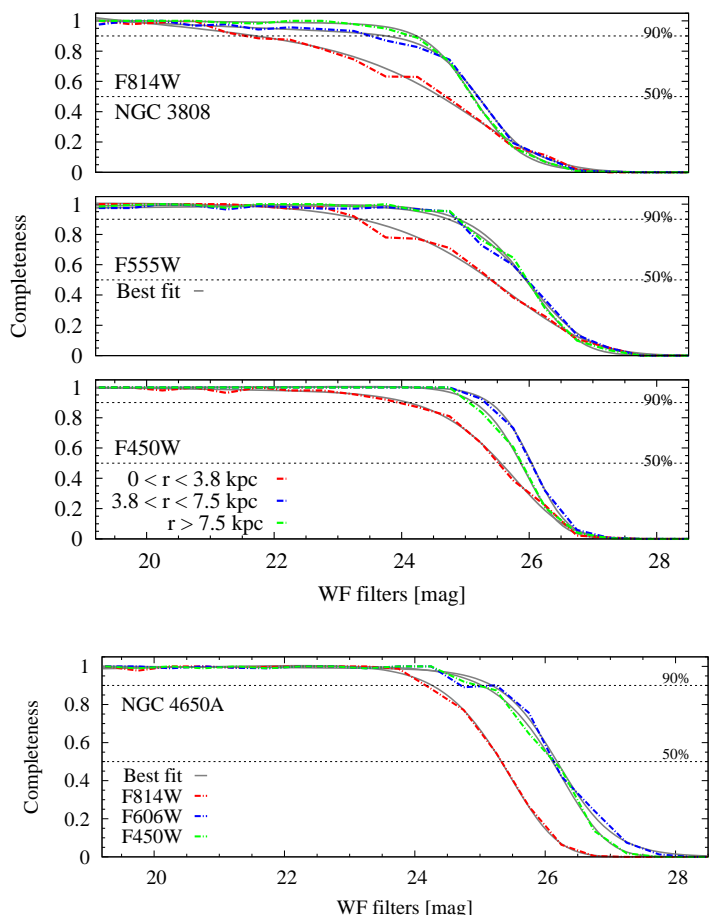 1
0.8
0.6
0.4
0.2
0
90%
50%
F814W
NGC 3808
1
0.8
0.6
0.4
0.2
0
90%
50%
F555W
Best fit
Completeness
1
0.8
0.6
0.4
0.2
0
90%
50%
F450W
0 < r < 3.8 kpc
3.8 < r < 7.5 kpc
r > 7.5 kpc
20 22 24 26 28
WF filters [mag]
1
0.8
0.6
0.4
0.2
0
90%
50%
NGC 4650A
Completeness
Best fit
F814W
F606W
F450W
20 22 24 26 28
WF filters [mag]